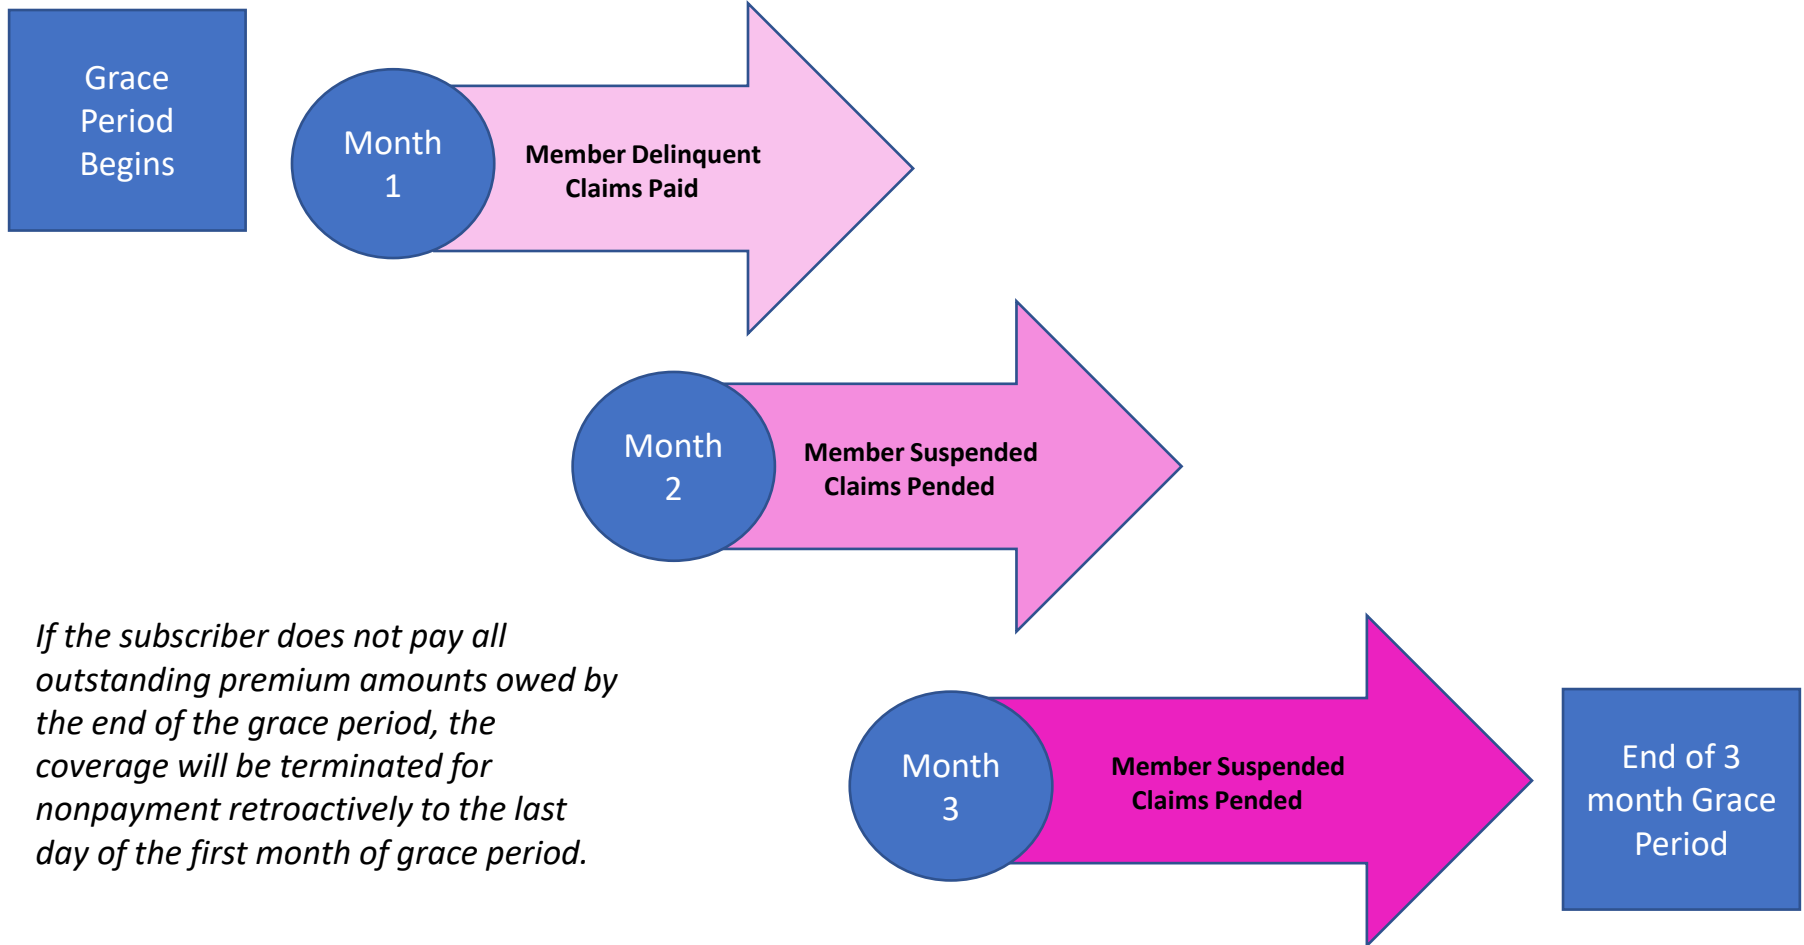 Grace
Period
Begins
Month
1
Member Delinquent
Claims Paid
Month
2
Member Suspended
Claims Pended
If the subscriber does not pay all
outstanding premium amounts owed by
the end of the grace period, the
coverage will be terminated for
nonpayment retroactively to the last
day of the first month of grace period.
Month
3
Member Suspended
Claims Pended
End of 3
month Grace
Period